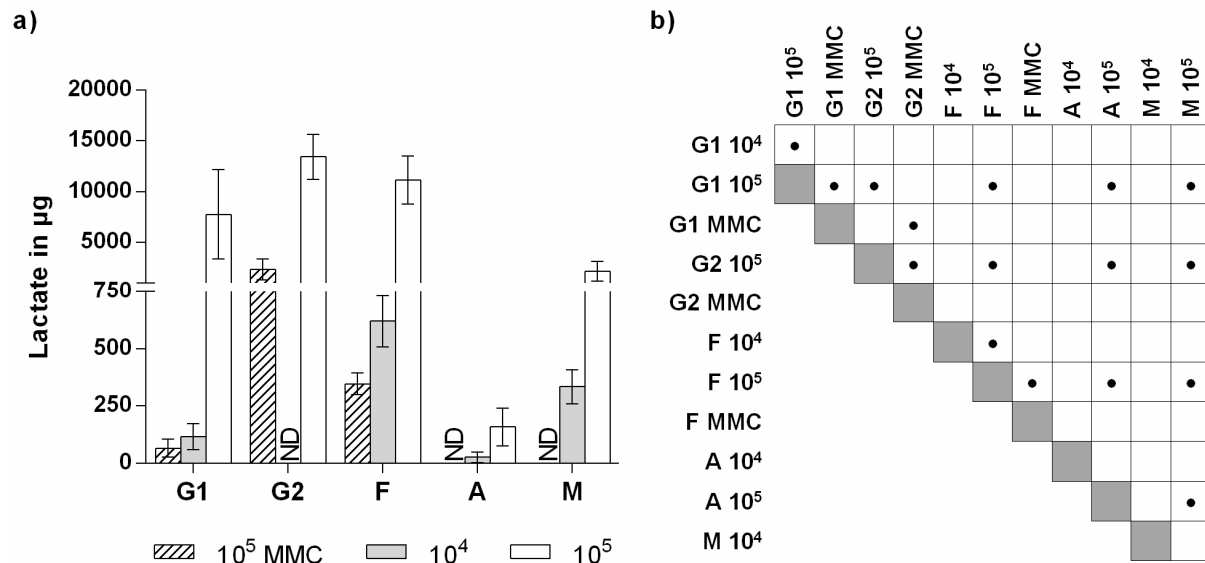 a)
Lactate in µg
20000
15000
10000
5000
750
500
250
0
ND
ND
ND
G1 G2 F A M
10⁵ MMC 10⁴ 10⁵
b)
G1 10⁵
G1 MMC
G2 10⁵
G2 MMC
F 10⁴
F 10⁵
F MMC
A 10⁴
A 10⁵
M 10⁴
M 10⁵
G1 10⁴
G1 10⁵
G1 MMC
G2 10⁵
G2 MMC
F 10⁴
F 10⁵
F MMC
A 10⁴
A 10⁵
M 10⁴